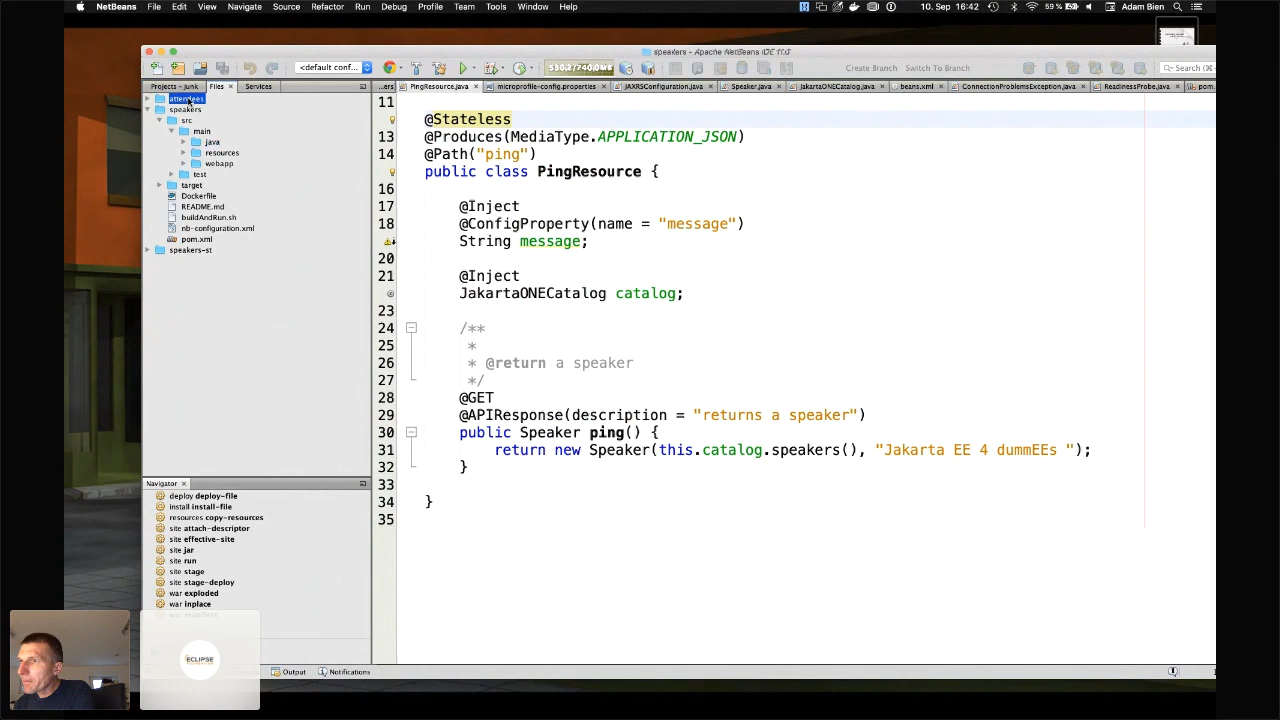 NetBeans File Edit View Navigate Source Refactor Run Debug Profile Team Tools Window Help 10. Sep 16:42 59 % Adam Bien
speakers - Apache NetBeans IDE 11.3
<default conf...
530,2/740,0MB
Create Branch Switch To Branch
Search (⌘-
Projects - junk Files Services
...ers PingResource.java microprofile-config.properties JAXRSConfiguration.java Speaker.java JakartaONECatalog.java beans.xml ConnectionProblemsException.java ReadinessProbe.java pom.
attendees
speakers
src
main
java
resources
webapp
test
target
Dockerfile
README.md
buildAndRun.sh
nb-configuration.xml
pom.xml
speakers-st
11
@Stateless
13 @Produces(MediaType.APPLICATION_JSON)
14 @Path("ping")
public class PingResource {
16
17 @Inject
18 @ConfigProperty(name = "message")
String message;
20
21 @Inject
JakartaONECatalog catalog;
23
24 /**
25 *
26 * @return a speaker
27 */
28 @GET
29 @APIResponse(description = "returns a speaker")
30 public Speaker ping() {
31 return new Speaker(this.catalog.speakers(), "Jakarta EE 4 dummEEs ");
32 }
33
34 }
35
Navigator
deploy deploy-file
install install-file
resources copy-resources
site attach-descriptor
site effective-site
site jar
site run
site stage
site stage-deploy
war exploded
war inplace
Output Notifications
ECLIPSE